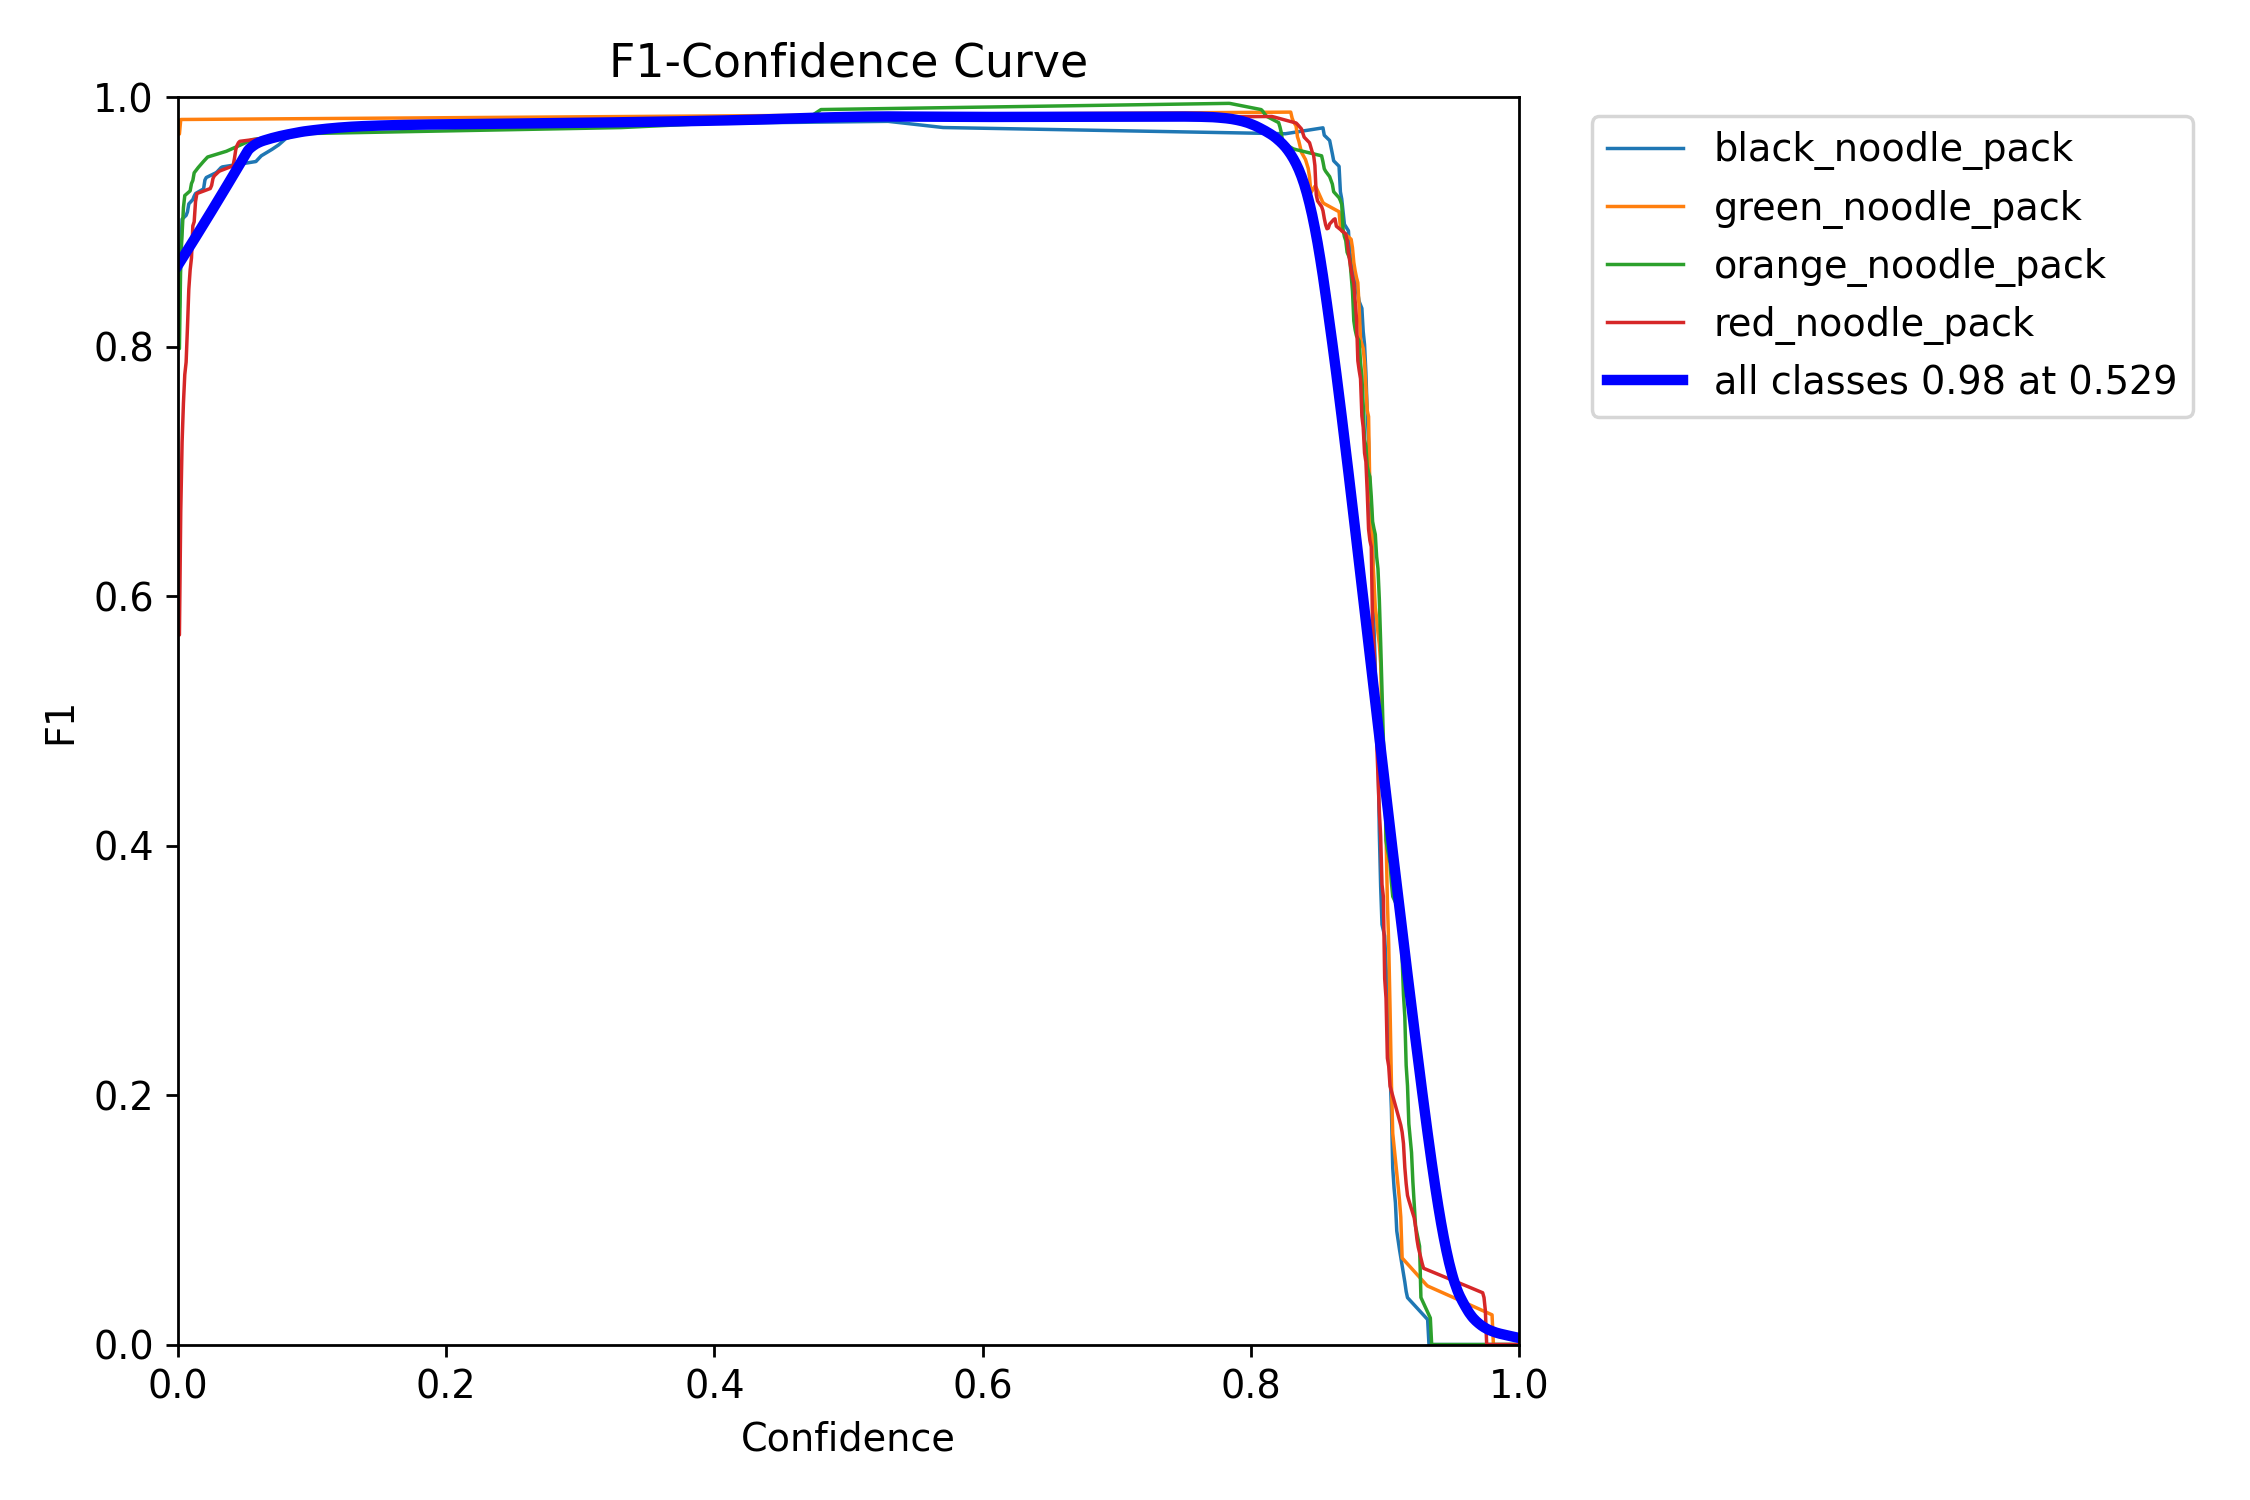 F1-Confidence Curve
1.0
0.8
0.6
0.4
0.2
0.0
F1
0.0 0.2 0.4 0.6 0.8 1.0
Confidence
black_noodle_pack
green_noodle_pack
orange_noodle_pack
red_noodle_pack
all classes 0.98 at 0.529